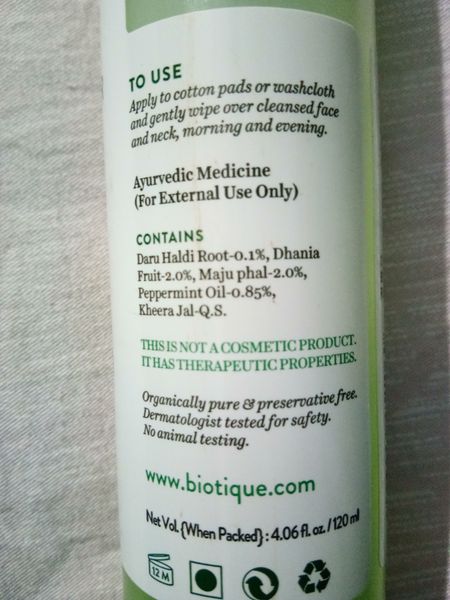 TO USE
Apply to cotton pads or washcloth
and gently wipe over cleansed face
and neck, morning and evening.
Ayurvedic Medicine
(For External Use Only)
CONTAINS
Daru Haldi Root-0.1%, Dhania
Fruit-2.0%, Maju phal-2.0%,
Peppermint Oil-0.85%,
Kheera Jal-Q.S.
THIS IS NOT A COSMETIC PRODUCT.
IT HAS THERAPEUTIC PROPERTIES.
Organically pure & preservative free.
Dermatologist tested for safety.
No animal testing.
www.biotique.com
Net Vol. {When Packed} : 4.06 fl. oz. / 120 ml
12 M